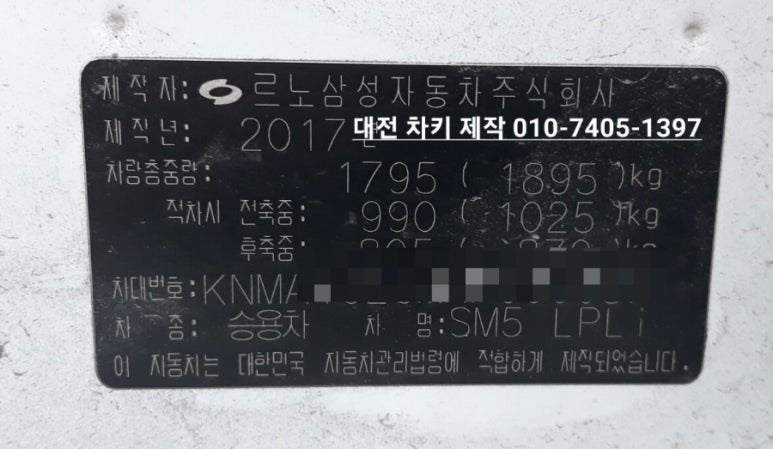 제작자: 르노삼성자동차주식회사
제작년: 2017년
대전 차키 제작 010-7405-1397
차량총중량: 1795 ( 1895 )kg
적차시 전축중: 990 ( 1025 )kg
후축중:
차대번호: KNMA
차 종: 승용차 차 명: SM5 LPLi
이 자동차는 대한민국 자동차관리법령에 적합하게 제작되었습니다.